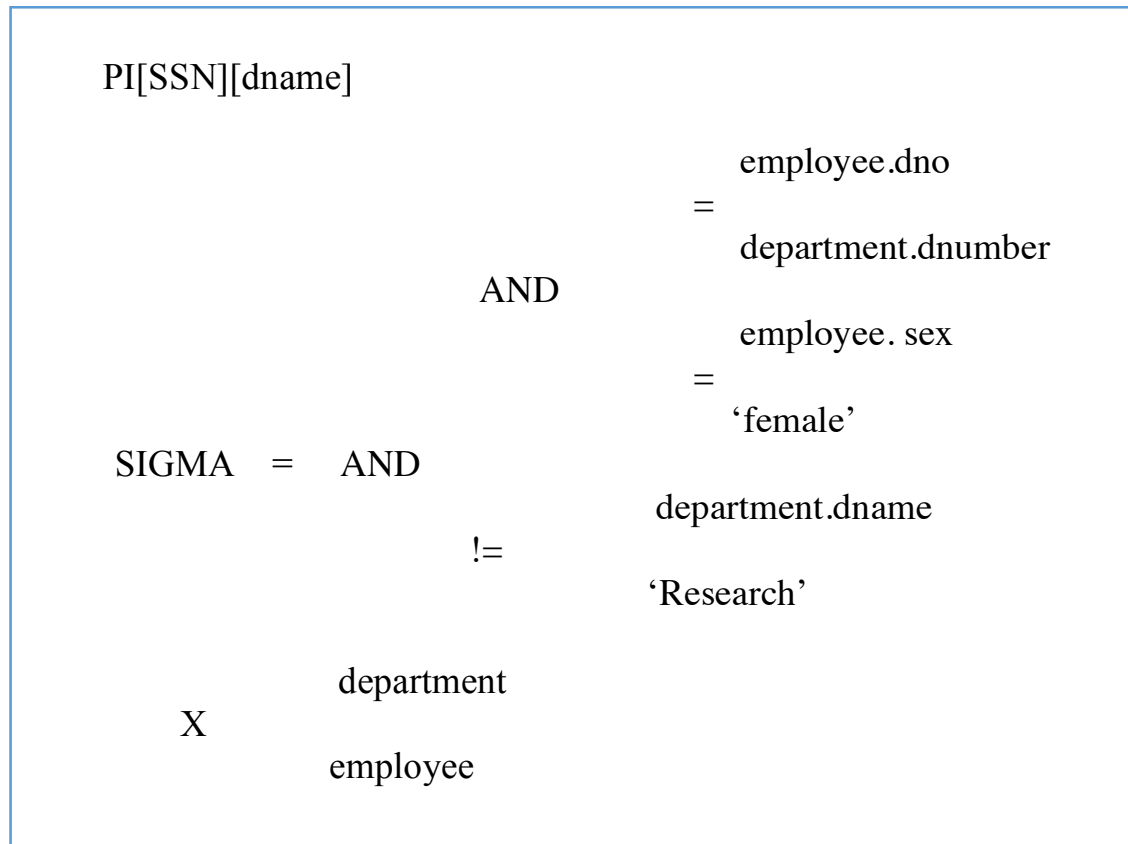 PI[SSN][dname]
employee.dno
=
department.dnumber
AND
employee. sex
=
‘female’
SIGMA = AND
department.dname
!=
‘Research’
department
X
employee